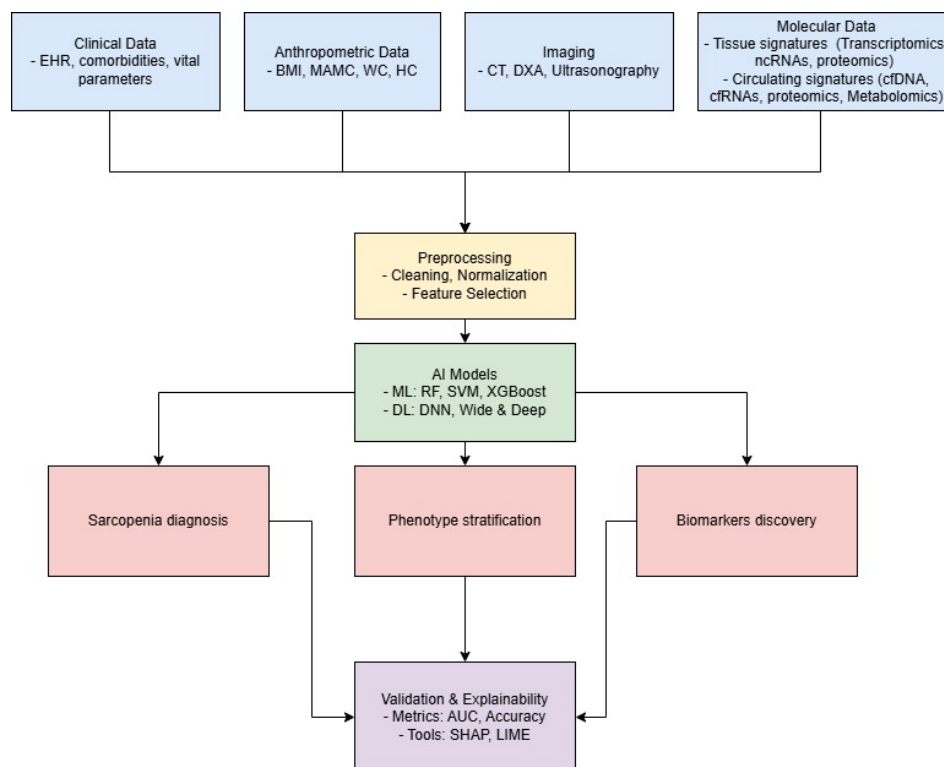 Clinical Data
- EHR, comorbidities, vital
parameters
Anthropometric Data
- BMI, MAMC, WC, HC
Imaging
- CT, DXA, Ultrasonography
Molecular Data
- Tissue signatures (Transcriptomics
ncRNAs, proteomics)
- Circulating signatures (cfDNA,
cfRNAs, proteomics, Metabolomics)
Preprocessing
- Cleaning, Normalization
- Feature Selection
AI Models
- ML: RF, SVM, XGBoost
- DL: DNN, Wide & Deep
Sarcopenia diagnosis
Phenotype stratification
Biomarkers discovery
Validation & Explainability
- Metrics: AUC, Accuracy
- Tools: SHAP, LIME